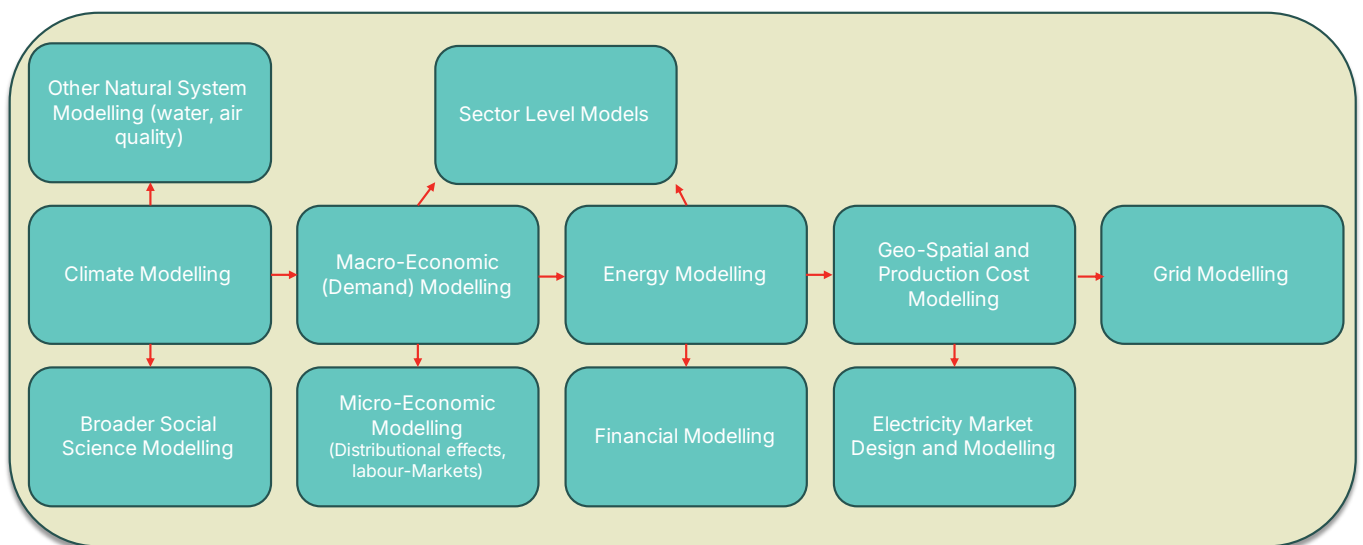 Other Natural System
Modelling (water, air
quality)
Sector Level Models
Climate Modelling
Macro-Economic
(Demand) Modelling
Energy Modelling
Geo-Spatial and
Production Cost
Modelling
Grid Modelling
Broader Social
Science Modelling
Micro-Economic
Modelling
(Distributional effects,
labour-Markets)
Financial Modelling
Electricity Market
Design and Modelling